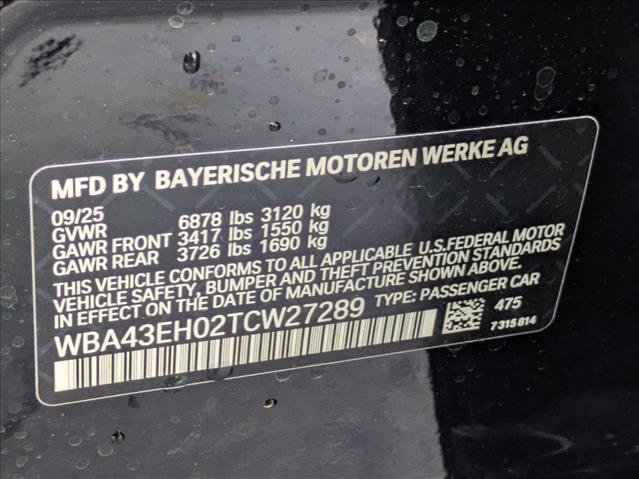 MFD BY BAYERISCHE MOTOREN WERKE AG
09/25
GVWR 6878 lbs 3120 kg
GAWR FRONT 3417 lbs 1550 kg
GAWR REAR 3726 lbs 1690 kg
THIS VEHICLE CONFORMS TO ALL APPLICABLE U.S.FEDERAL MOTOR
VEHICLE SAFETY, BUMPER AND THEFT PREVENTION STANDARDS
IN EFFECT ON THE DATE OF MANUFACTURE SHOWN ABOVE.
WBA43EH02TCW27289 TYPE: PASSENGER CAR
475
7315814